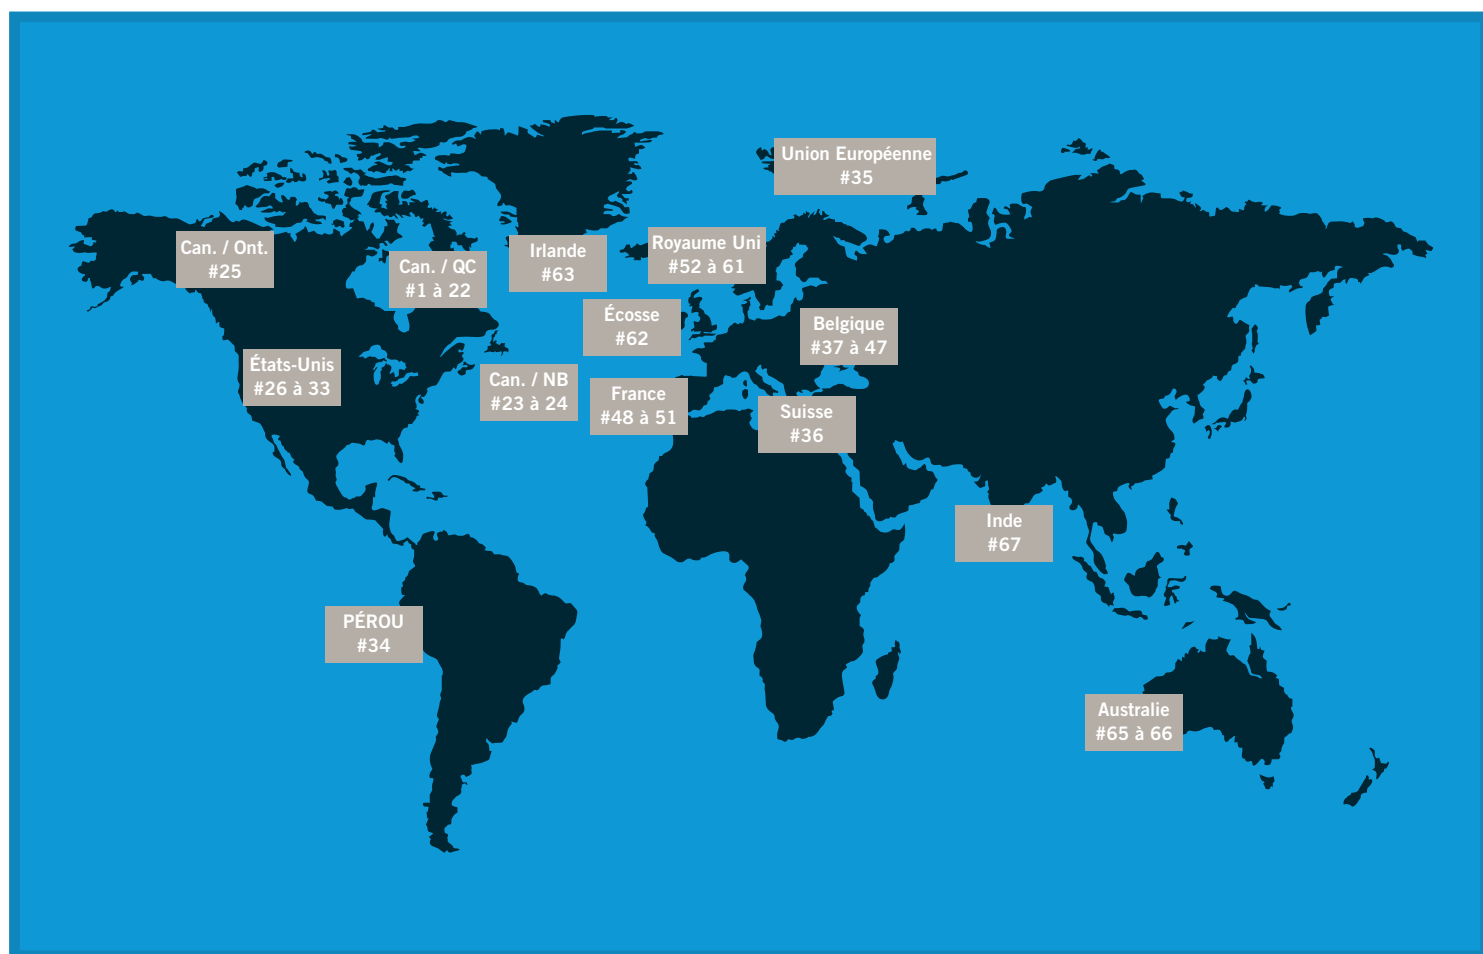 Union Européenne
#35
Can. / Ont.
#25
Can. / QC
#1 à 22
Irlande
#63
Royaume Uni
#52 à 61
Écosse
#62
Belgique
#37 à 47
États-Unis
#26 à 33
Can. / NB
#23 à 24
France
#48 à 51
Suisse
#36
Inde
#67
PÉROU
#34
Australie
#65 à 66